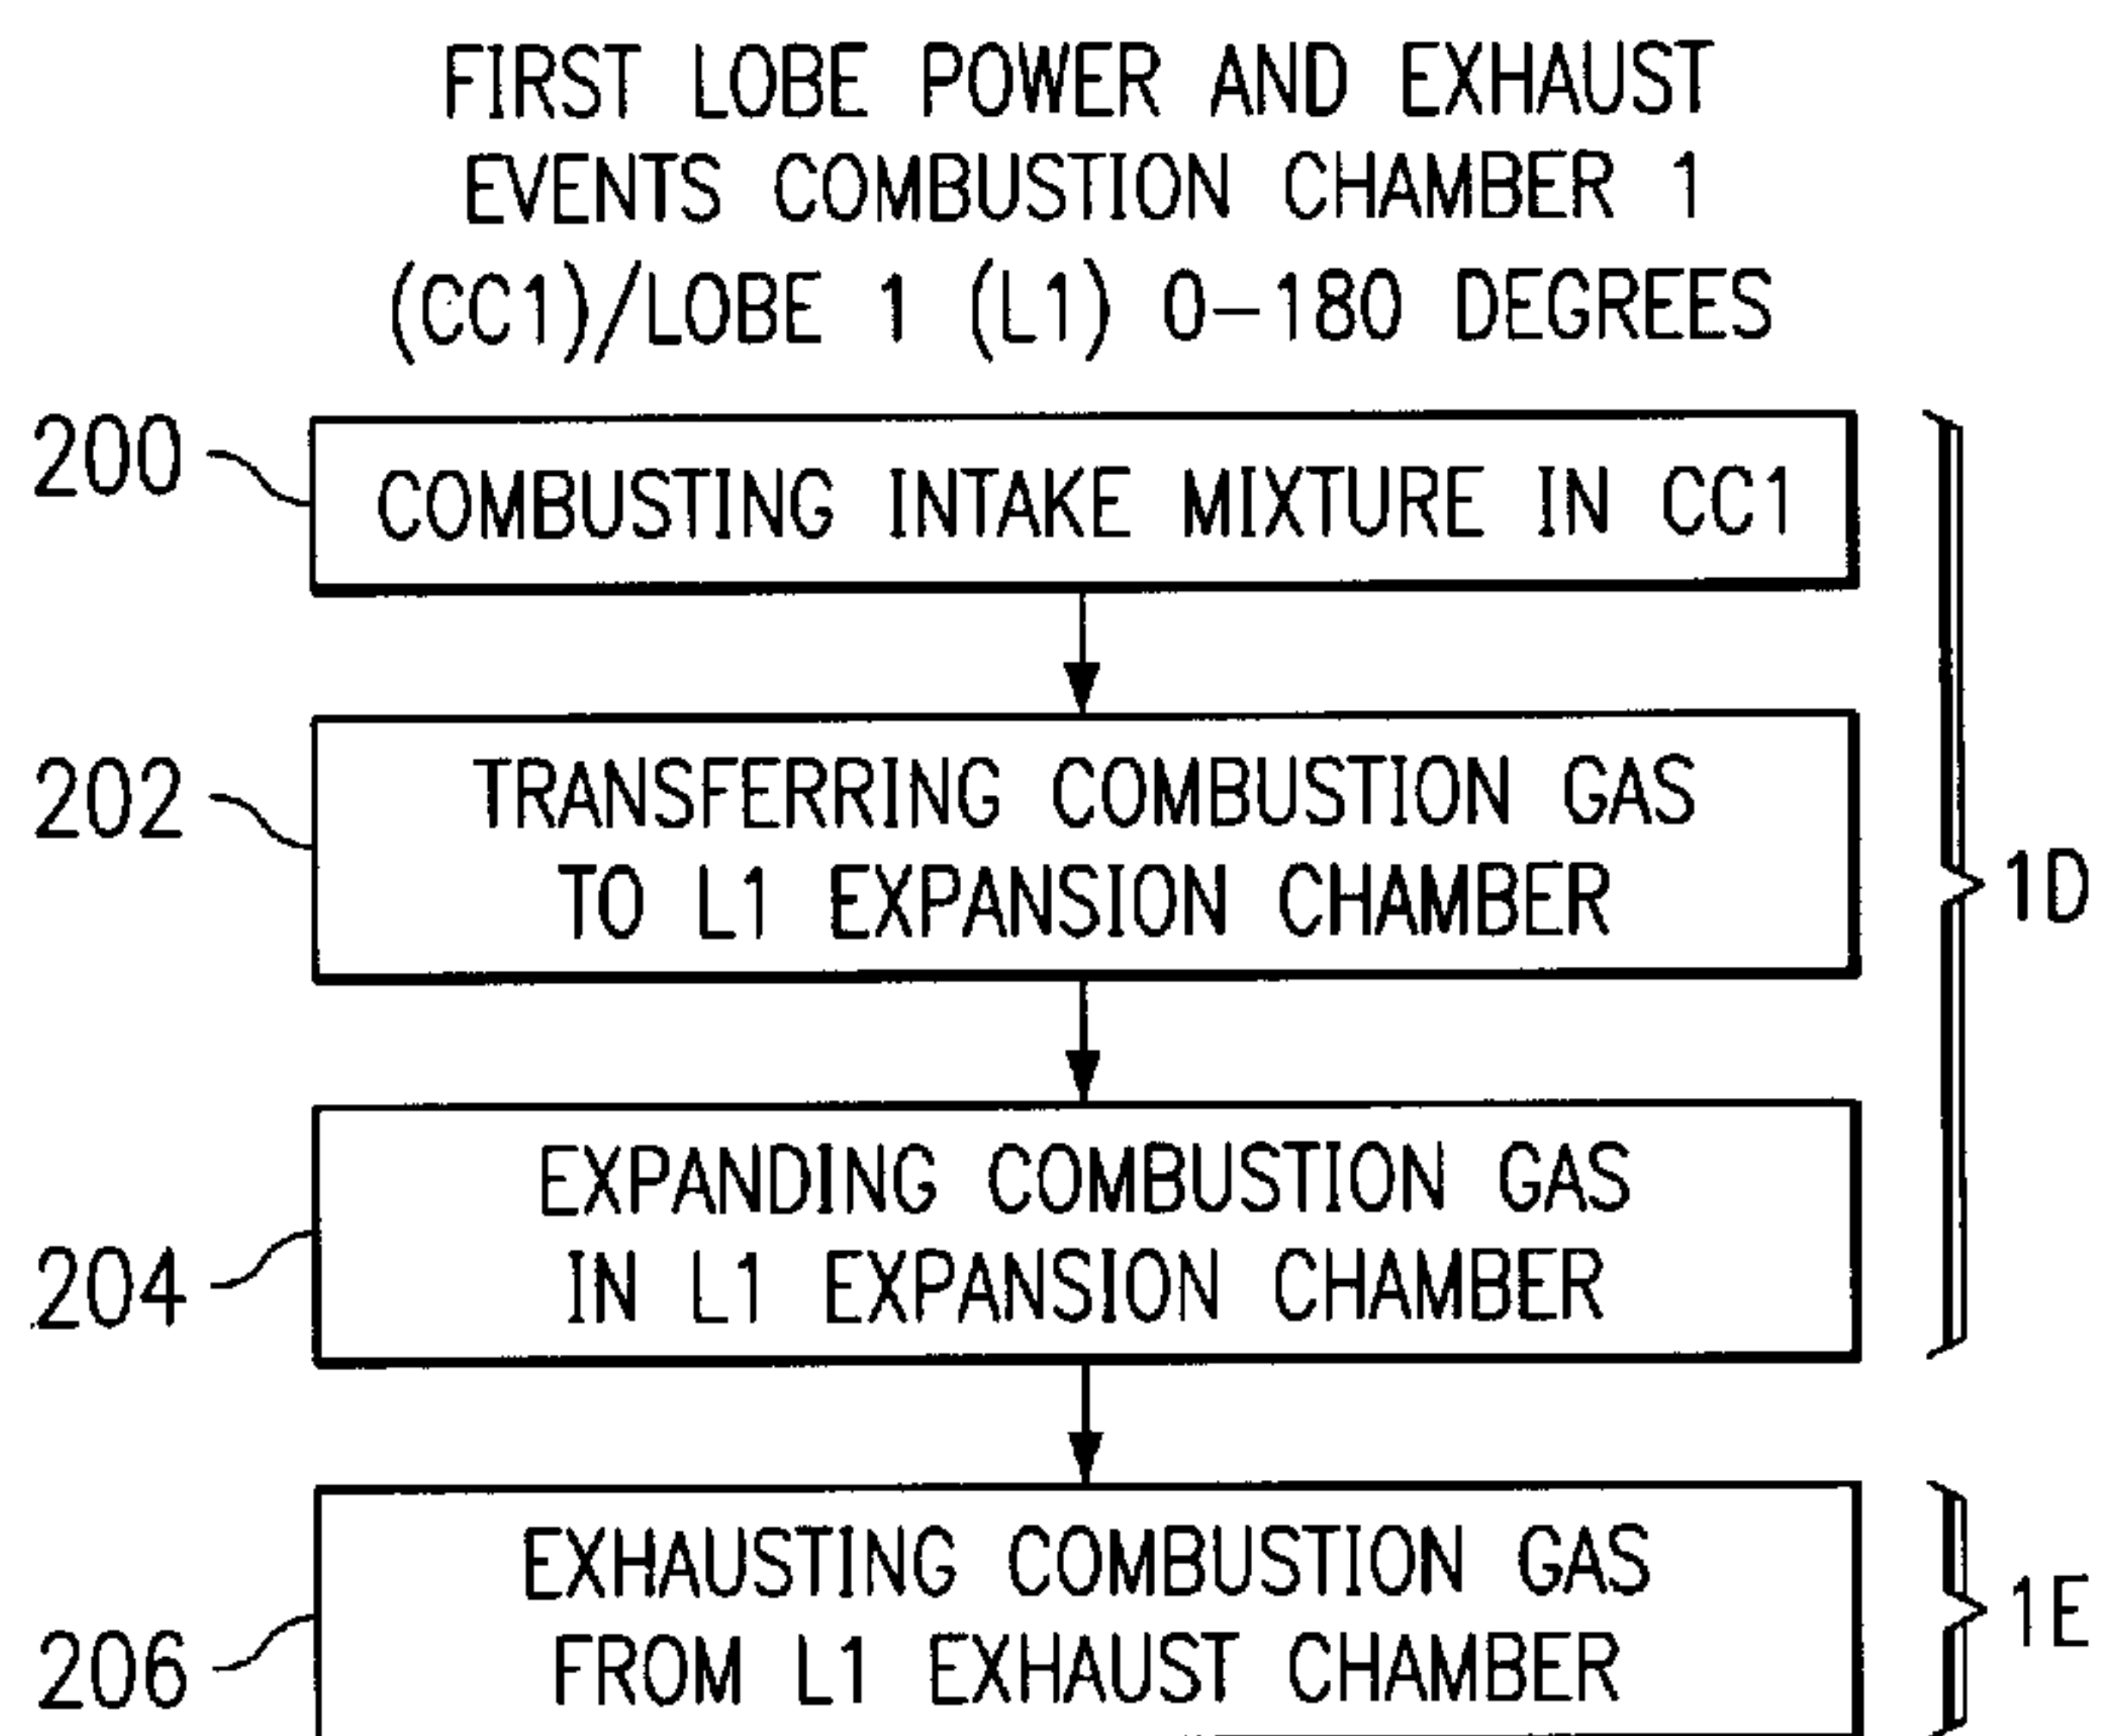 FIRST LOBE POWER AND EXHAUST
EVENTS COMBUSTION CHAMBER 1
(CC1)/LOBE 1 (L1) 0-180 DEGREES
200
COMBUSTING INTAKE MIXTURE IN CC1
202
TRANSFERRING COMBUSTION GAS
TO L1 EXPANSION CHAMBER
1D
EXPANDING COMBUSTION GAS
IN L1 EXPANSION CHAMBER
204
EXHAUSTING COMBUSTION GAS
FROM L1 EXHAUST CHAMBER
206
1E